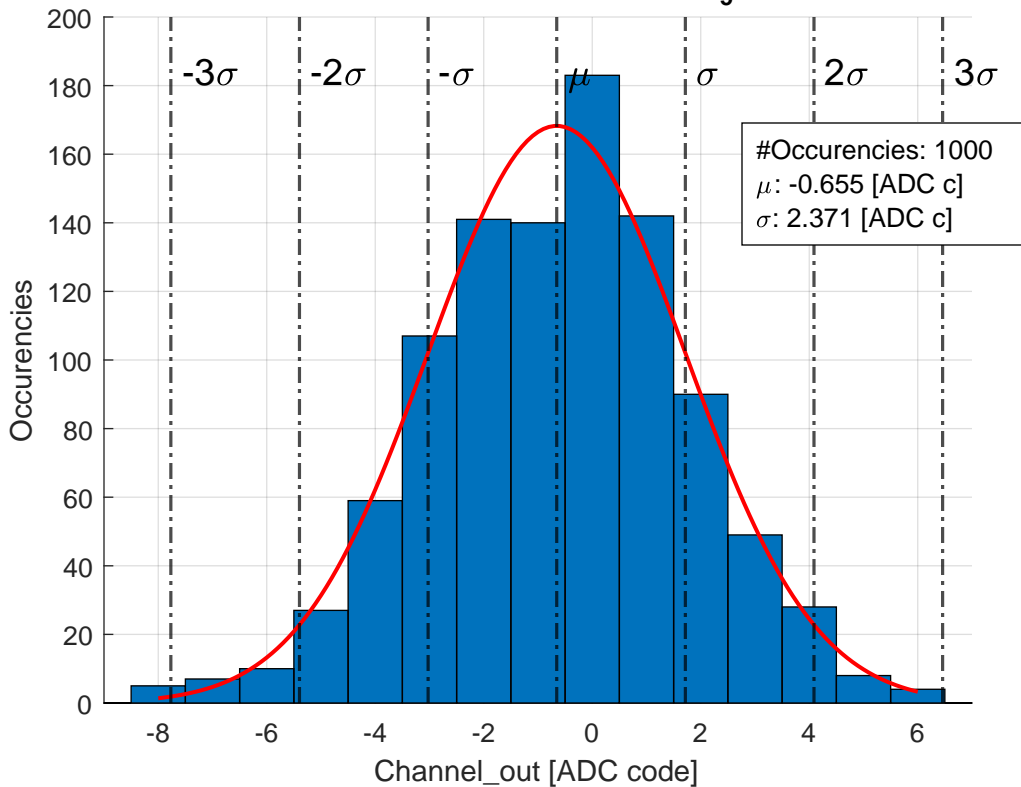 g
200
180
160
140
120
100
80
60
40
20
0
Occurencies
-3σ -2σ -σ μ σ 2σ 3σ
#Occurencies: 1000
μ: -0.655 [ADC c]
σ: 2.371 [ADC c]
-8 -6 -4 -2 0 2 4 6
Channel_out [ADC code]